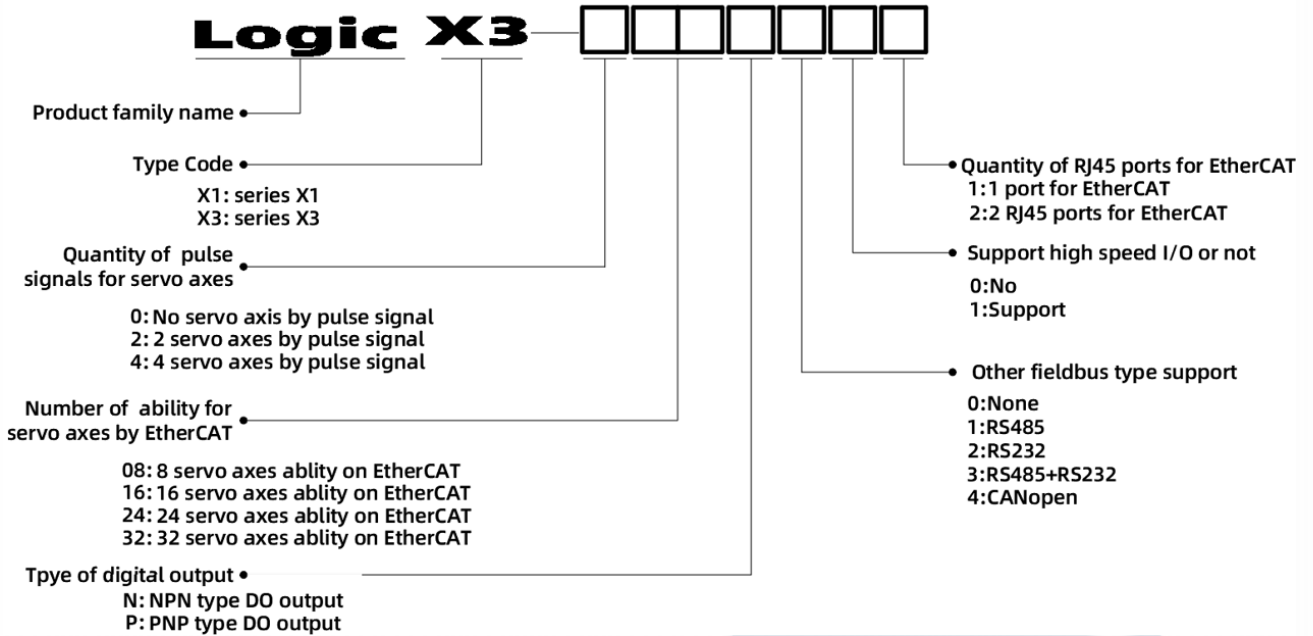 Logic X3
Product family name
Type Code
X1: series X1
X3: series X3
Quantity of pulse
signals for servo axes
0: No servo axis by pulse signal
2: 2 servo axes by pulse signal
4: 4 servo axes by pulse signal
Number of ability for
servo axes by EtherCAT
08: 8 servo axes ablity on EtherCAT
16: 16 servo axes ablity on EtherCAT
24: 24 servo axes ablity on EtherCAT
32: 32 servo axes ablity on EtherCAT
Tpye of digital output
N: NPN type DO output
P: PNP type DO output
Quantity of RJ45 ports for EtherCAT
1:1 port for EtherCAT
2:2 RJ45 ports for EtherCAT
Support high speed I/O or not
0:No
1:Support
Other fieldbus type support
0:None
1:RS485
2:RS232
3:RS485+RS232
4:CANopen